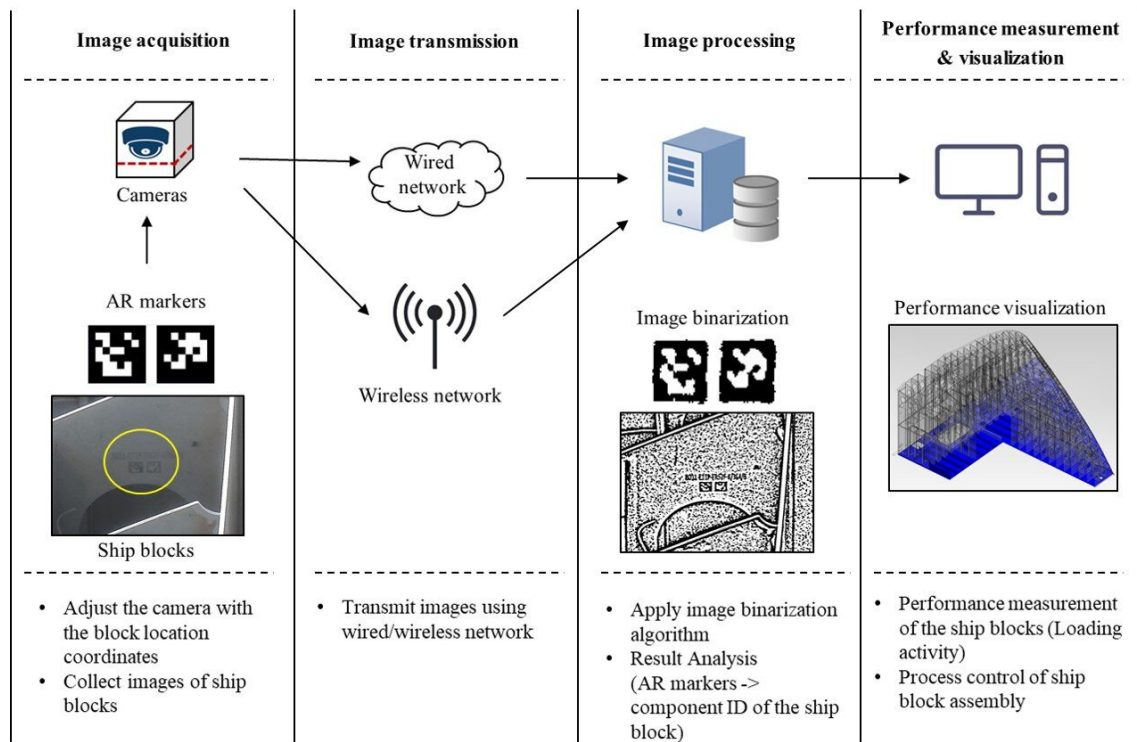 Image acquisition
Cameras
AR markers
Ship blocks
• Adjust the camera with
the block location
coordinates
• Collect images of ship
blocks
Image transmission
Wired
network
Wireless network
• Transmit images using
wired/wireless network
Image processing
Image binarization
• Apply image binarization
algorithm
• Result Analysis
(AR markers ->
component ID of the ship
block)
Performance measurement
& visualization
Performance visualization
• Performance measurement
of the ship blocks (Loading
activity)
• Process control of ship
block assembly